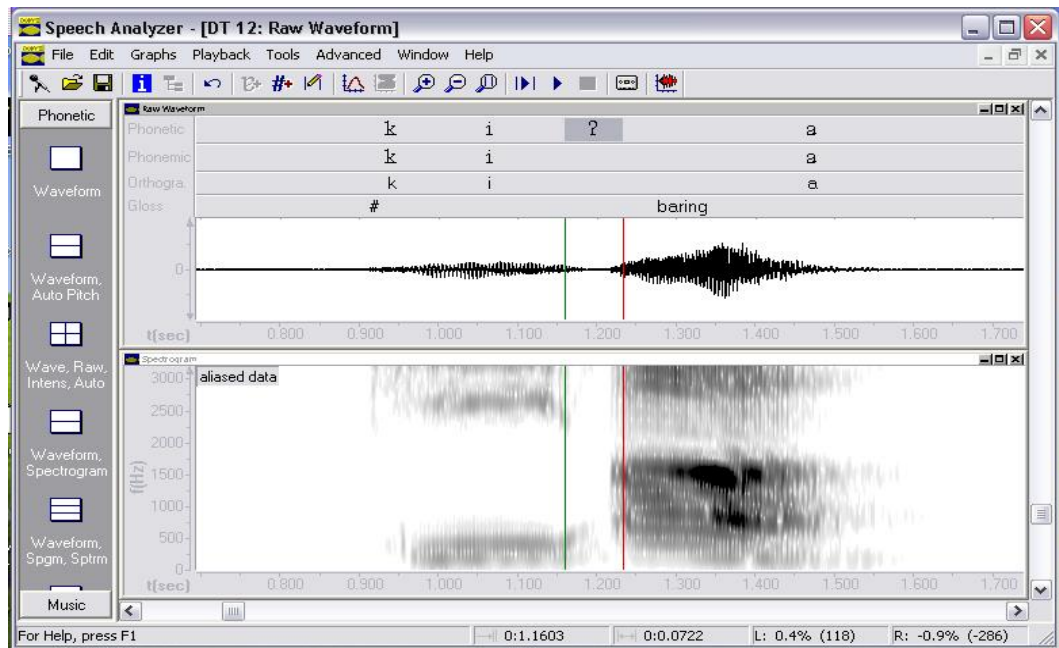 Speech Analyzer - [DT 12: Raw Waveform]
File Edit Graphs Playback Tools Advanced Window Help
Phonetic
Raw Waveform
Phonetic k i ʔ a
Phonemic k i a
Orthogra. k i a
Gloss # baring
Waveform
Waveform, Auto Pitch
Wave, Raw, Intens, Auto
Waveform, Spectrogram
Waveform, Spgm, Sptrm
Music
0
t(sec) 0.800 0.900 1.000 1.100 1.200 1.300 1.400 1.500 1.600 1.700
Spectrogram
aliased data
f(Hz)
3000
2500
2000
1500
1000
500
0
t(sec) 0.800 0.900 1.000 1.100 1.200 1.300 1.400 1.500 1.600 1.700
For Help, press F1 0:1.1603 0:0.0722 L: 0.4% (118) R: -0.9% (-286)